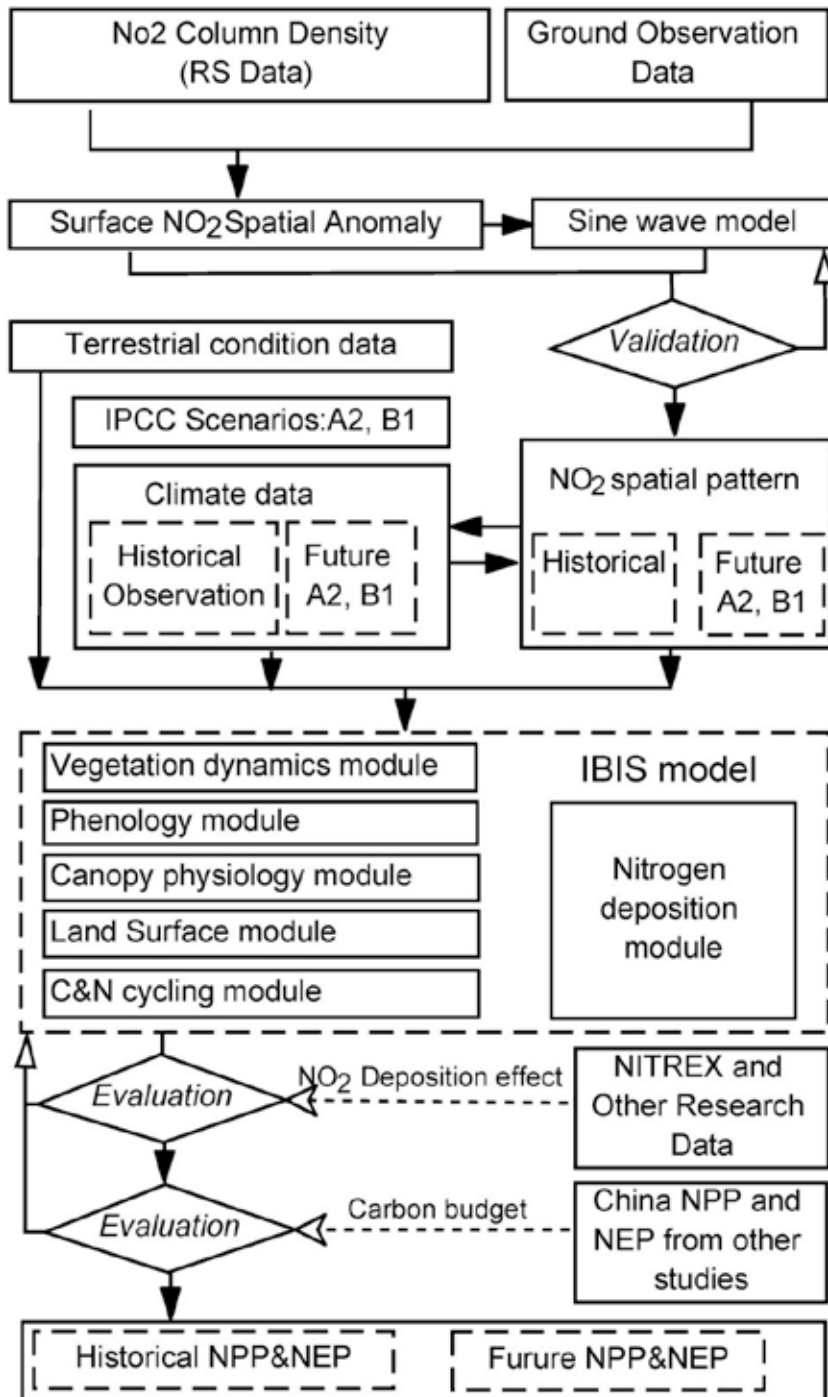 No2 Column Density
(RS Data)
Ground Observation
Data
Surface NO2 Spatial Anomaly
Sine wave model
Validation
Terrestrial condition data
IPCC Scenarios:A2, B1
Climate data
Historical
Observation
Future
A2, B1
NO2 spatial pattern
Historical
Future
A2, B1
IBIS model
Vegetation dynamics module
Phenology module
Canopy physiology module
Land Surface module
C&N cycling module
Nitrogen
deposition
module
Evaluation
NO2 Deposition effect
NITREX and
Other Research
Data
Evaluation
Carbon budget
China NPP and
NEP from other
studies
Historical NPP&NEP
Furure NPP&NEP